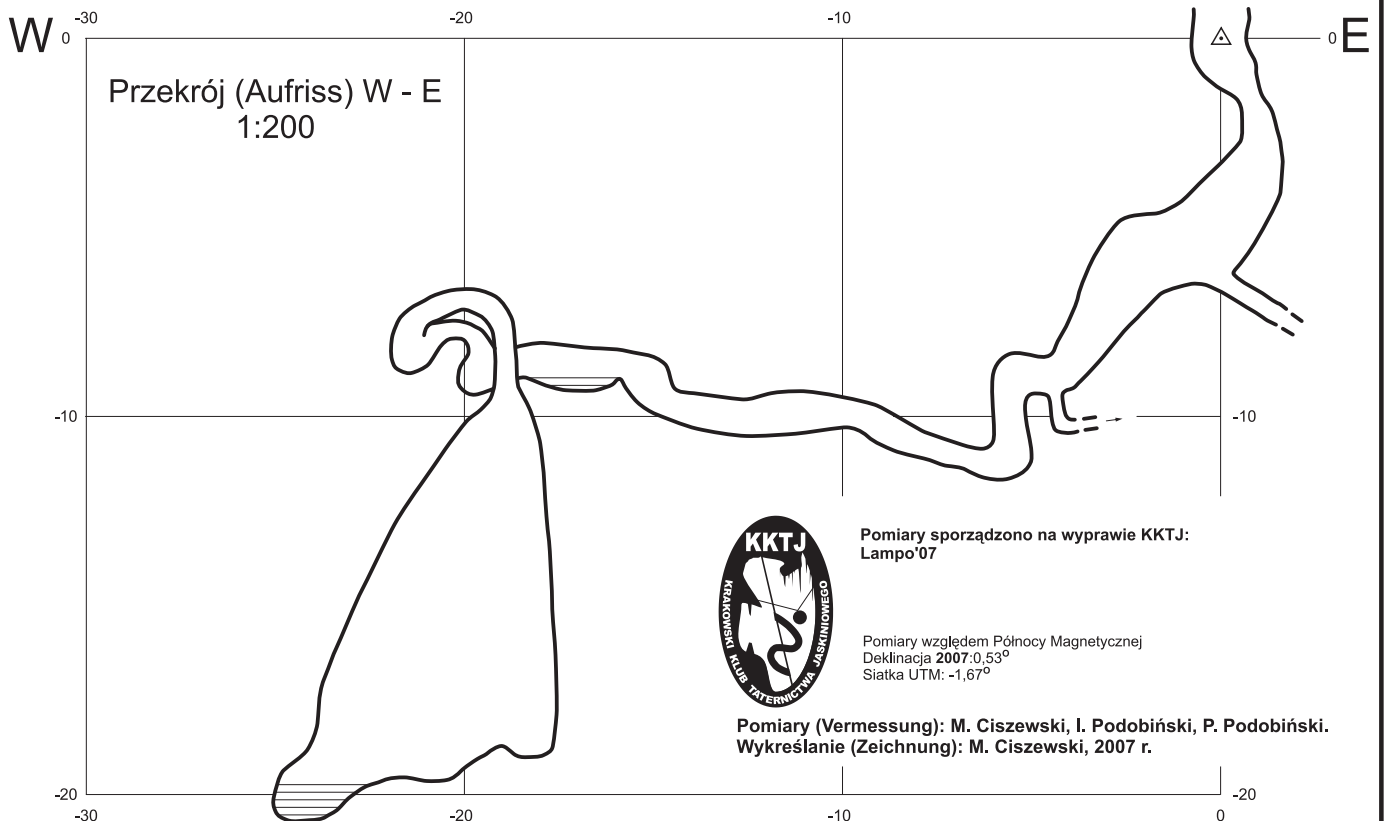 -30 -20 -10
W 0 0 E
Przekrój (Aufriss) W - E
1:200
-10 -10
KKTJ
KRAKOWSKI KLUB TATERNICTWA JASKINIOWEGO
Pomiary sporządzono na wyprawie KKTJ:
Lampo'07
Pomiary względem Północy Magnetycznej
Deklinacja 2007:0,53⁰
Siatka UTM: -1,67⁰
Pomiary (Vermessung): M. Ciszewski, I. Podobiński, P. Podobiński.
Wykreślanie (Zeichnung): M. Ciszewski, 2007 r.
-20 -20
-30 -20 -10 0